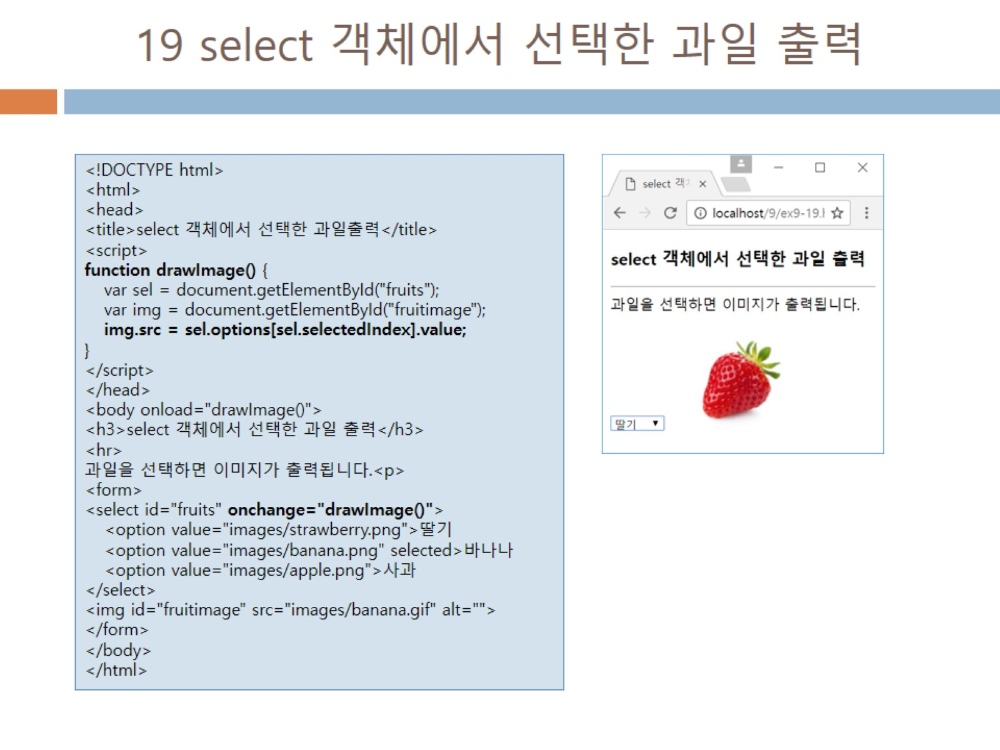 19 select 객체에서 선택한 과일 출력
<!DOCTYPE html>
<html>
<head>
<title>select 객체에서 선택한 과일출력</title>
<script>
function drawImage() {
var sel = document.getElementById("fruits");
var img = document.getElementById("fruitimage");
img.src = sel.options[sel.selectedIndex].value;
}
</script>
</head>
<body onload="drawImage()">
<h3>select 객체에서 선택한 과일 출력</h3>
<hr>
과일을 선택하면 이미지가 출력됩니다.<p>
<form>
<select id="fruits" onchange="drawImage()">
<option value="images/strawberry.png">딸기
<option value="images/banana.png" selected>바나나
<option value="images/apple.png">사과
</select>
<img id="fruitimage" src="images/banana.gif" alt="">
</form>
</body>
</html>
select 객
localhost/9/ex9-19.
select 객체에서 선택한 과일 출력
과일을 선택하면 이미지가 출력됩니다.
딸기